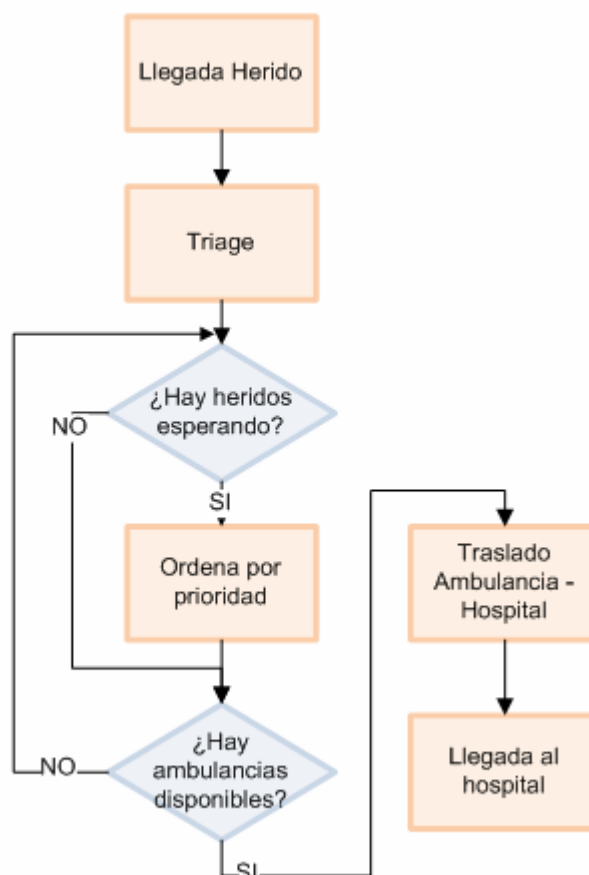 Llegada Herido
Triage
¿Hay heridos
esperando?
NO
SI
Ordena por
prioridad
Traslado
Ambulancia -
Hospital
¿Hay
ambulancias
disponibles?
NO
Llegada al
hospital
SI